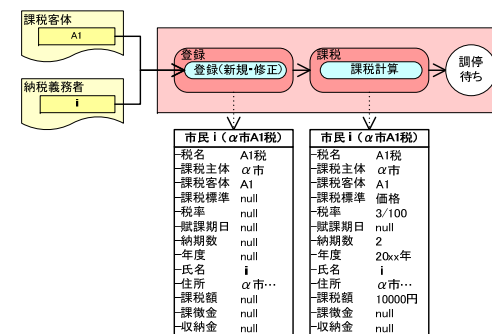 課税客体
A1
納税義務者
i
登録
登録(新規・修正)
課税
課税計算
調停
待ち
市民 i (α市A1税)
税名 A1税
課税主体 α市
課税客体 A1
課税標準 null
税率 null
賦課期日 null
納期数 null
年度 null
氏名 i
住所 α市…
課税額 null
課徴金 null
収納金 null
市民 i (α市A1税)
税名 A1税
課税主体 α市
課税客体 A1
課税標準 価格
税率 3/100
賦課期日 null
納期数 2
年度 20xx年
氏名 i
住所 α市…
課税額 10000円
課徴金 null
収納金 null